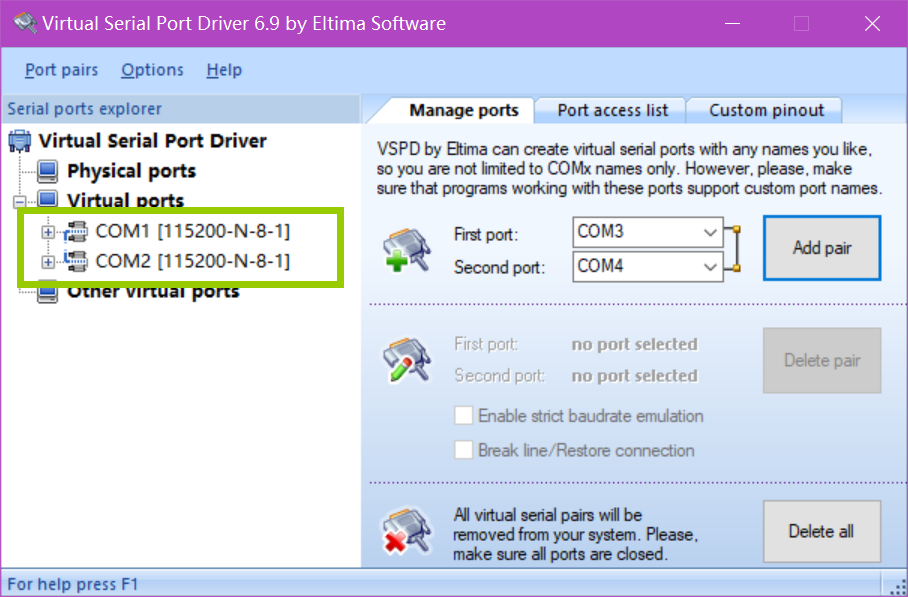 Virtual Serial Port Driver 6.9 by Eltima Software
Port pairs Options Help
Serial ports explorer
Virtual Serial Port Driver
Physical ports
Virtual ports
COM1 [115200-N-8-1]
COM2 [115200-N-8-1]
Other virtual ports
Manage ports Port access list Custom pinout
VSPD by Eltima can create virtual serial ports with any names you like,
so you are not limited to COMx names only. However, please, make
sure that programs working with these ports support custom port names.
First port: COM3
Second port: COM4
Add pair
First port: no port selected
Second port: no port selected
Delete pair
Enable strict baudrate emulation
Break line/Restore connection
All virtual serial pairs will be
removed from your system. Please,
make sure all ports are closed.
Delete all
For help press F1